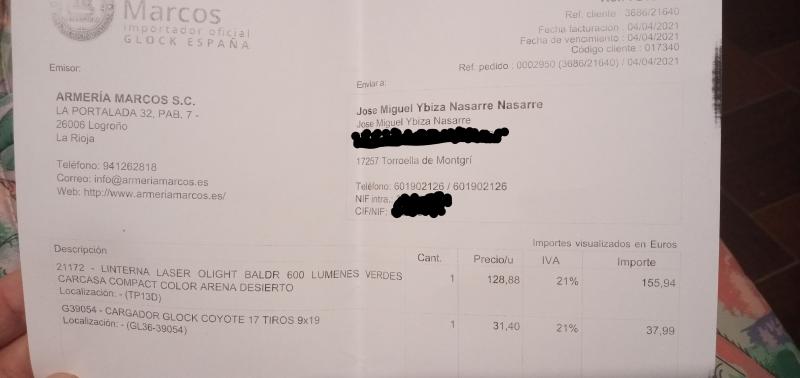 Marcos
importador oficial
GLOCK ESPAÑA
Ref. cliente : 3686/21640
Fecha facturación : 04/04/2021
Fecha de vencimiento : 04/04/2021
Código cliente : 017340
Ref. pedido : 0002950 (3686/21640) / 04/04/2021
Emisor:
ARMERÍA MARCOS S.C.
LA PORTALADA 32, PAB. 7 -
26006 Logroño
La Rioja
Teléfono: 941262818
Correo: info@armeriamarcos.es
Web: http://www.armeriamarcos.es/
Enviar a:
Jose Miguel Ybiza Nasarre Nasarre
Jose Miguel Ybiza Nasarre
17257 Torroella de Montgrí
Teléfono: 601902126 / 601902126
NIF intra.:
CIF/NIF:
Importes visualizados en Euros
Descripción Cant. Precio/u IVA Importe
21172 - LINTERNA LASER OLIGHT BALDR 600 LUMENES VERDES 1 128,88 21% 155,94
CARCASA COMPACT COLOR ARENA DESIERTO
Localización: - (TP13D)
G39054 - CARGADOR GLOCK COYOTE 17 TIROS 9x19 1 31,40 21% 37,99
Localización: - (GL36-39054)